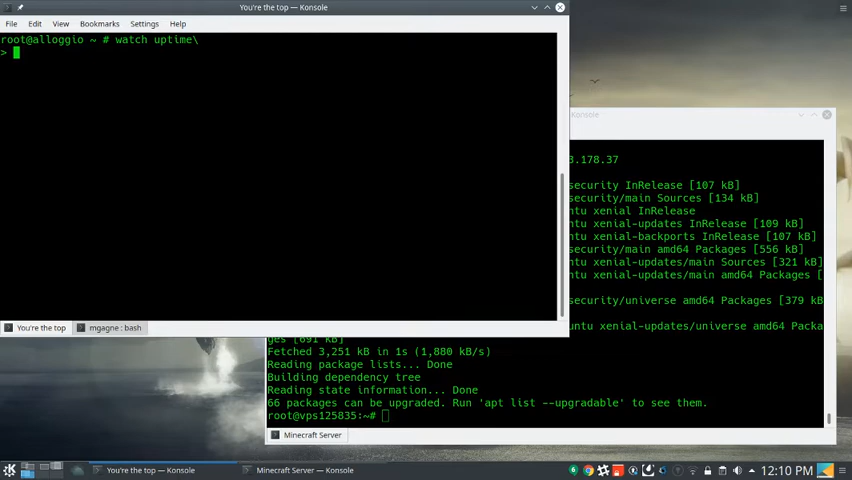 You're the top — Konsole
File Edit View Bookmarks Settings Help
root@alloggio ~ # watch uptime\
>
You're the top
mgagne : bash
Konsole
3.178.37
security InRelease [107 kB]
security/main Sources [134 kB]
ntu xenial InRelease
ntu xenial-updates InRelease [109 kB]
ntu xenial-backports InRelease [107 kB]
security/main amd64 Packages [556 kB]
ntu xenial-updates/main Sources [321 kB]
ntu xenial-updates/main amd64 Packages [
security/universe amd64 Packages [379 kB
ntu xenial-updates/universe amd64 Packa
ges [691 kB]
Fetched 3,251 kB in 1s (1,880 kB/s)
Reading package lists... Done
Building dependency tree
Reading state information... Done
66 packages can be upgraded. Run 'apt list --upgradable' to see them.
root@vps125835:~#
Minecraft Server
You're the top — Konsole
Minecraft Server — Konsole
12:10 PM